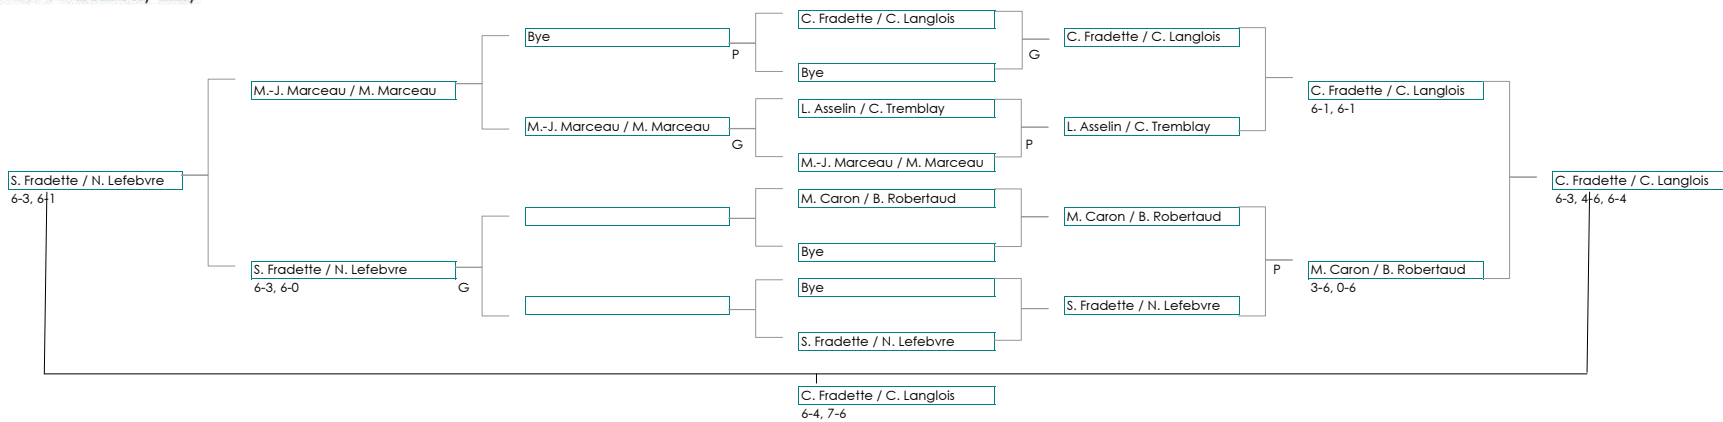 C. Fradette / C. Langlois
Bye
P
G
C. Fradette / C. Langlois
Bye
M.-J. Marceau / M. Marceau
C. Fradette / C. Langlois
6-1, 6-1
L. Asselin / C. Tremblay
M.-J. Marceau / M. Marceau
G
P
L. Asselin / C. Tremblay
M.-J. Marceau / M. Marceau
S. Fradette / N. Lefebvre
6-3, 6-1
C. Fradette / C. Langlois
6-3, 4-6, 6-4
M. Caron / B. Robertaud
M. Caron / B. Robertaud
Bye
S. Fradette / N. Lefebvre
6-3, 6-0
G
P
M. Caron / B. Robertaud
3-6, 0-6
Bye
S. Fradette / N. Lefebvre
S. Fradette / N. Lefebvre
C. Fradette / C. Langlois
6-4, 7-6